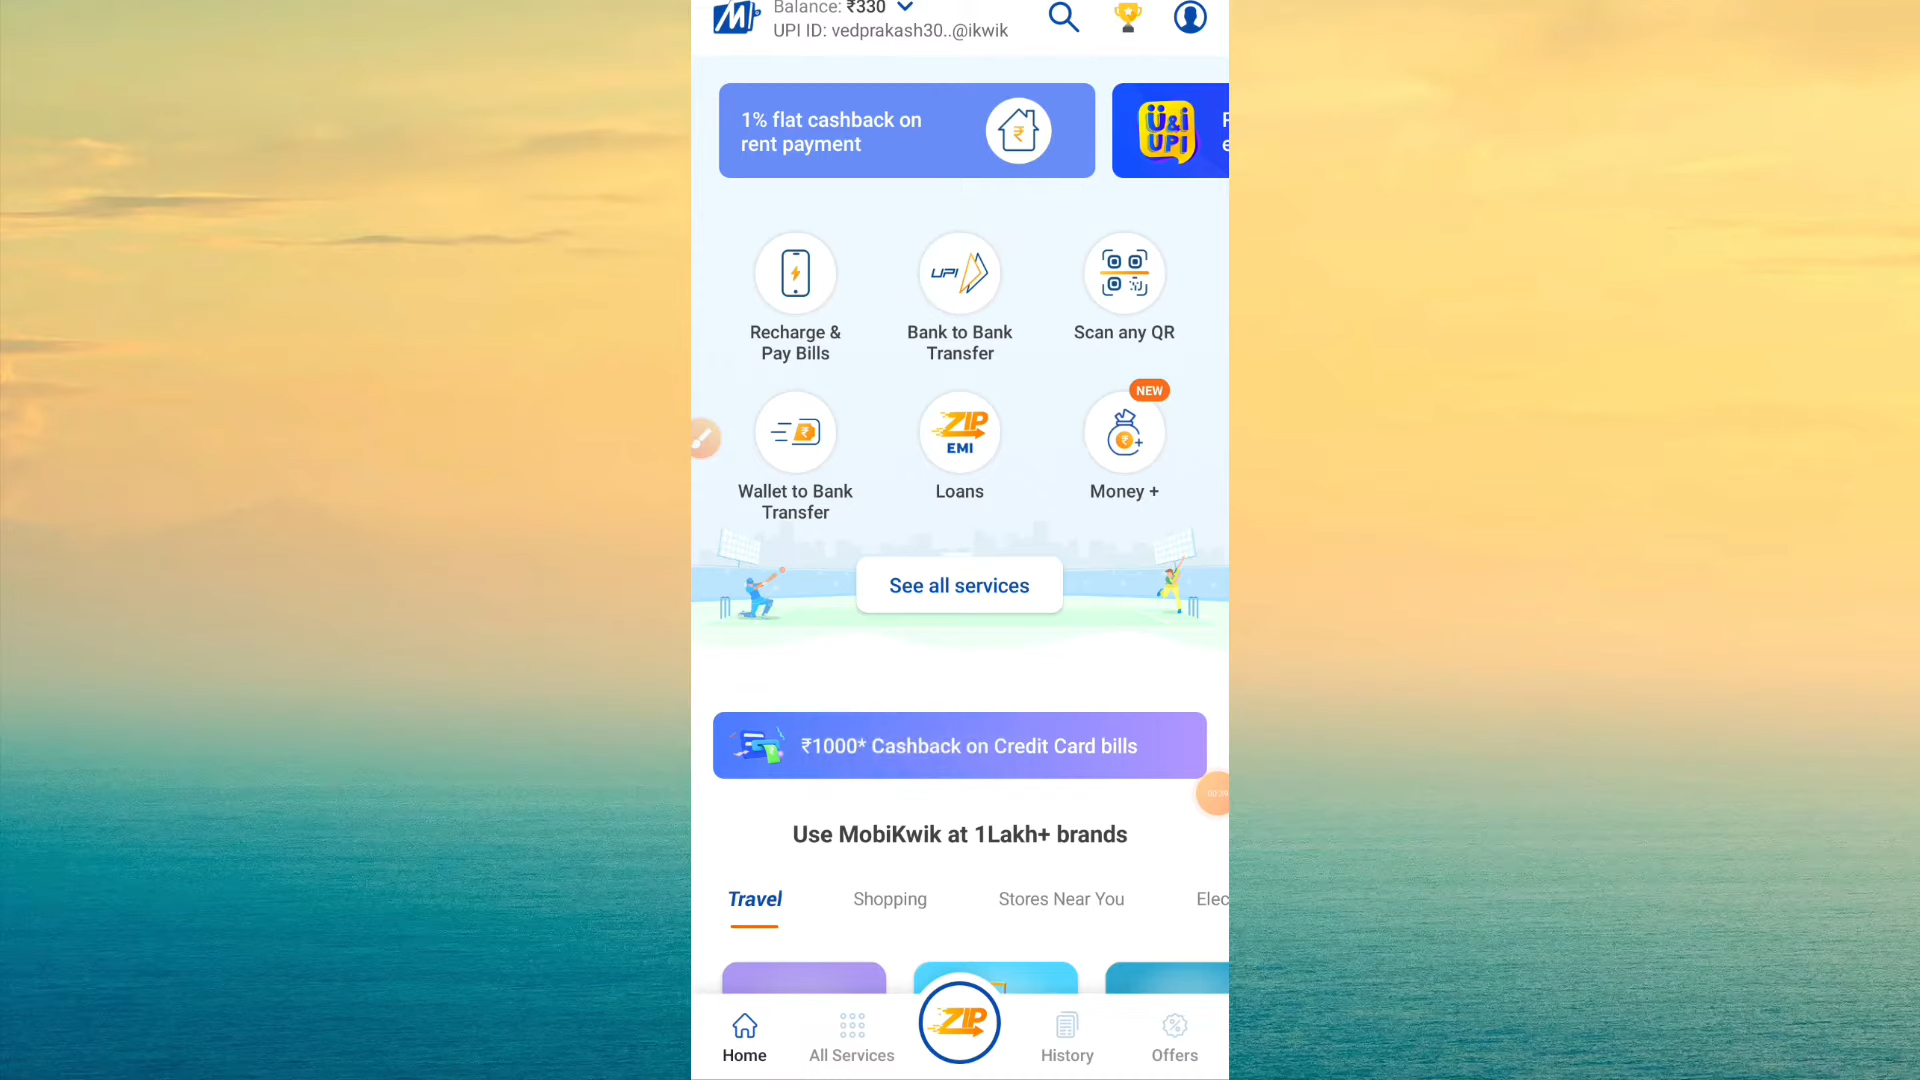 Balance: ₹330
UPI ID: vedprakash30..@ikwik
1% flat cashback on
rent payment
Ü&i
UPI
UPI
Recharge &
Pay Bills
Bank to Bank
Transfer
Scan any QR
NEW
ZIP
EMI
Wallet to Bank
Transfer
Loans
Money +
See all services
₹1000* Cashback on Credit Card bills
Use MobiKwik at 1Lakh+ brands
Travel
Shopping
Stores Near You
Elec
ZIP
Home
All Services
History
Offers